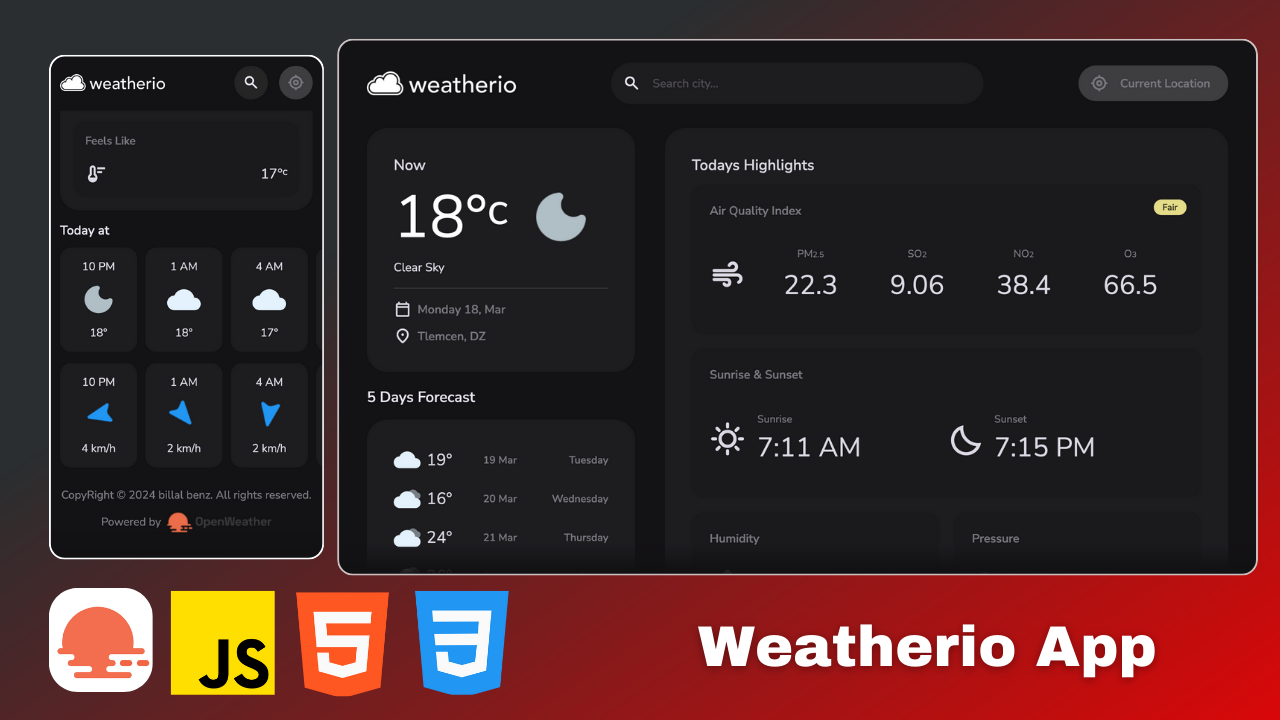 weatherio
Feels Like
17°c
Today at
10 PM 1 AM 4 AM
18° 18° 17°
10 PM 1 AM 4 AM
4 km/h 2 km/h 2 km/h
CopyRight © 2024 billal benz. All rights reserved.
Powered by OpenWeather
weatherio
Search city...
Current Location
Now
18°c
Clear Sky
Monday 18, Mar
Tlemcen, DZ
5 Days Forecast
19° 19 Mar Tuesday
16° 20 Mar Wednesday
24° 21 Mar Thursday
Todays Highlights
Air Quality Index
Fair
PM2.5 SO2 NO2 O3
22.3 9.06 38.4 66.5
Sunrise & Sunset
Sunrise Sunset
7:11 AM 7:15 PM
Humidity Pressure
JS
5
3
Weatherio App